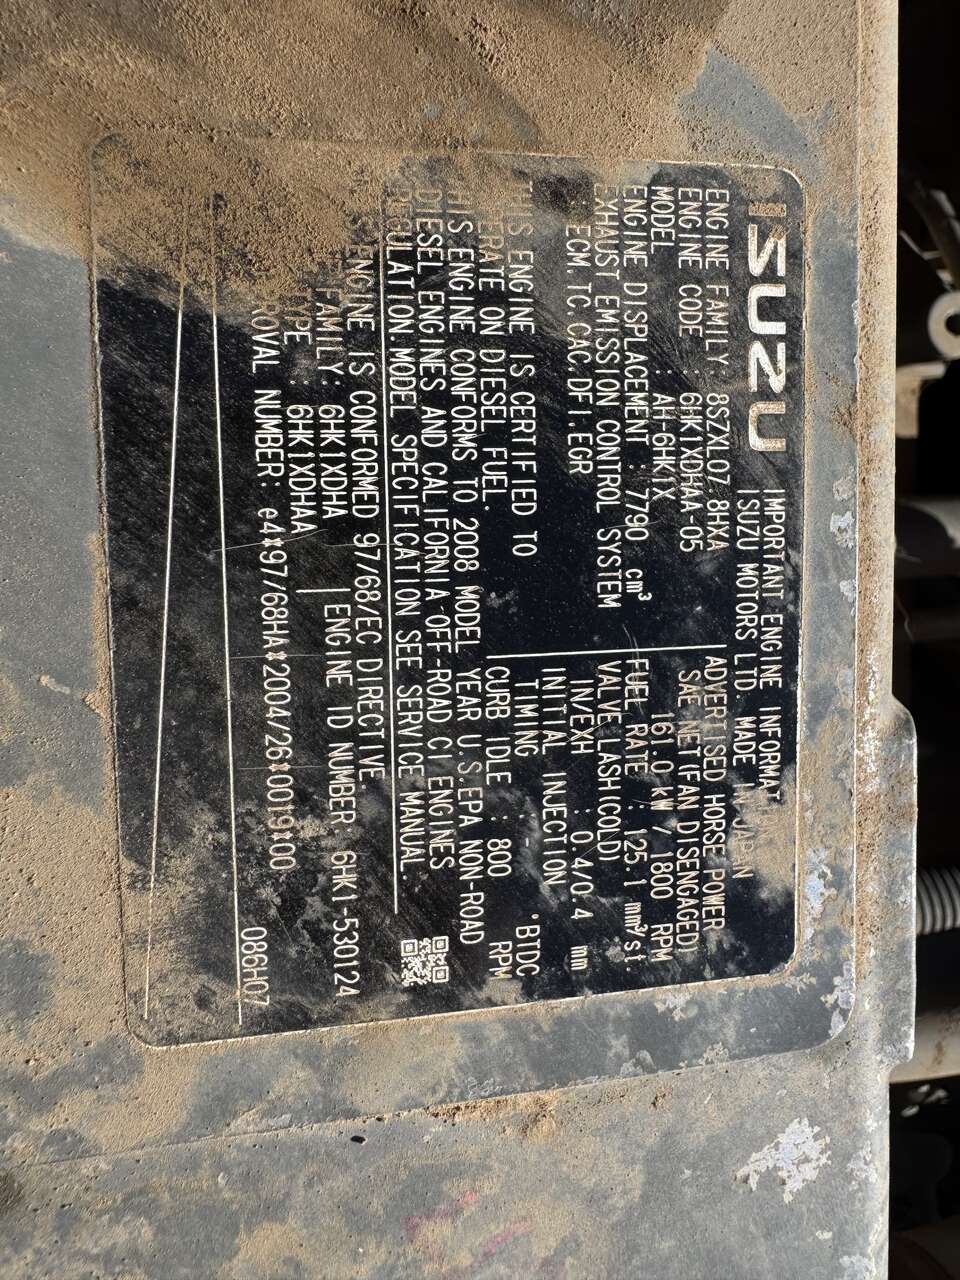 ISUZU
IMPORTANT ENGINE INFORMAT
ISUZU MOTORS LTD. MADE IN JAPAN
ENGINE FAMILY: 8SZXL07.8HXA
ENGINE CODE : 6HK1XDHAA-05
MODEL : AH-6HK1X
ENGINE DISPLACEMENT : 7790 cm³
EXHAUST EMISSION CONTROL SYSTEM
: ECM.TC.CAC.DFI.EGR
THIS ENGINE IS CERTIFIED TO
OPERATE ON DIESEL FUEL.
ADVERTISED HORSE POWER
SAE NET(FAN DISENGAGED)
161.0 kW / 1800 RPM
FUEL RATE : 125.1 mm³/st.
VALVE LASH(COLD)
IN/EXH : 0.4/0.4 mm
INITIAL INJECTION
TIMING : - °BTDC
CURB IDLE : 800 RPM
HIS ENGINE CONFORMS TO 2008 MODEL YEAR U.S.EPA NON-ROAD
DIESEL ENGINES AND CALIFORNIA OFF-ROAD CI ENGINES
REGULATION.MODEL SPECIFICATION SEE SERVICE MANUAL.
ENGINE IS CONFORMED 97/68/EC DIRECTIVE.
FAMILY: 6HK1XDHA
ENGINE ID NUMBER: 6HK1-530124
TYPE : 6HK1XDHAA
ROVAL NUMBER: e4*97/68HA*2004/26*0019*00
086H07